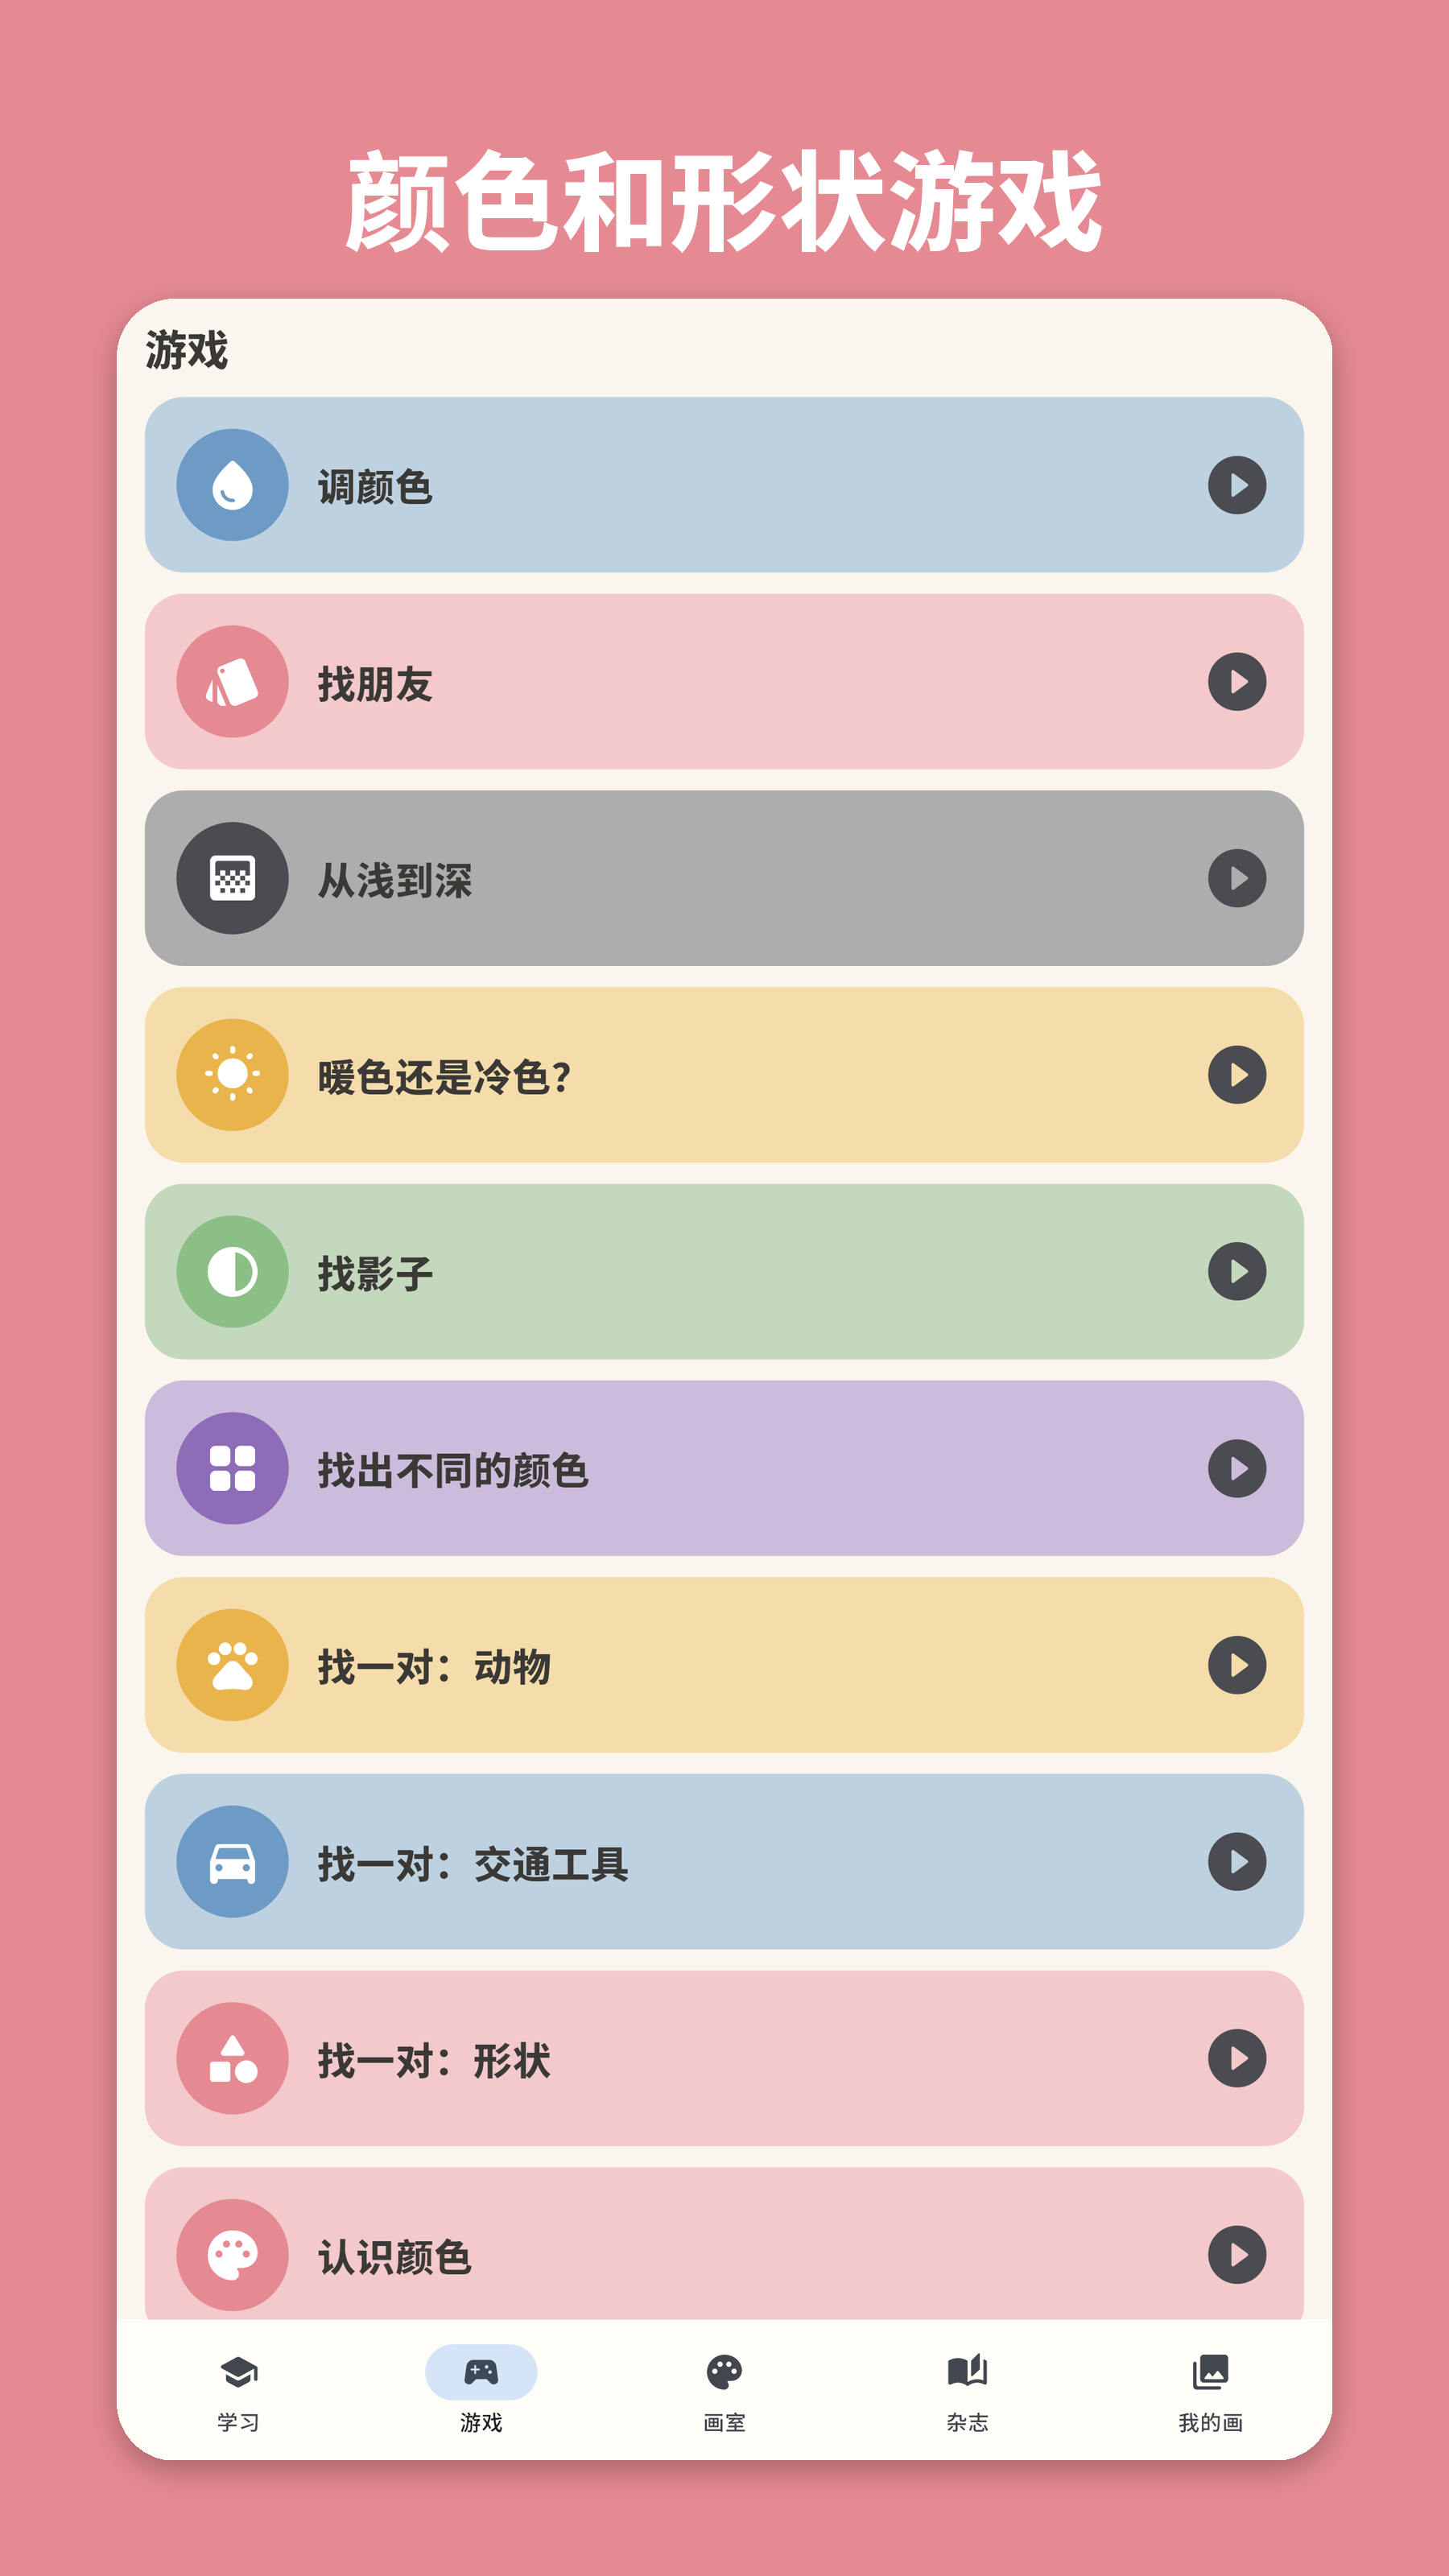 颜色和形状游戏
游戏
调颜色
找朋友
从浅到深
暖色还是冷色?
找影子
找出不同的颜色
找一对：动物
找一对：交通工具
找一对：形状
认识颜色
学习
游戏
画室
杂志
我的画